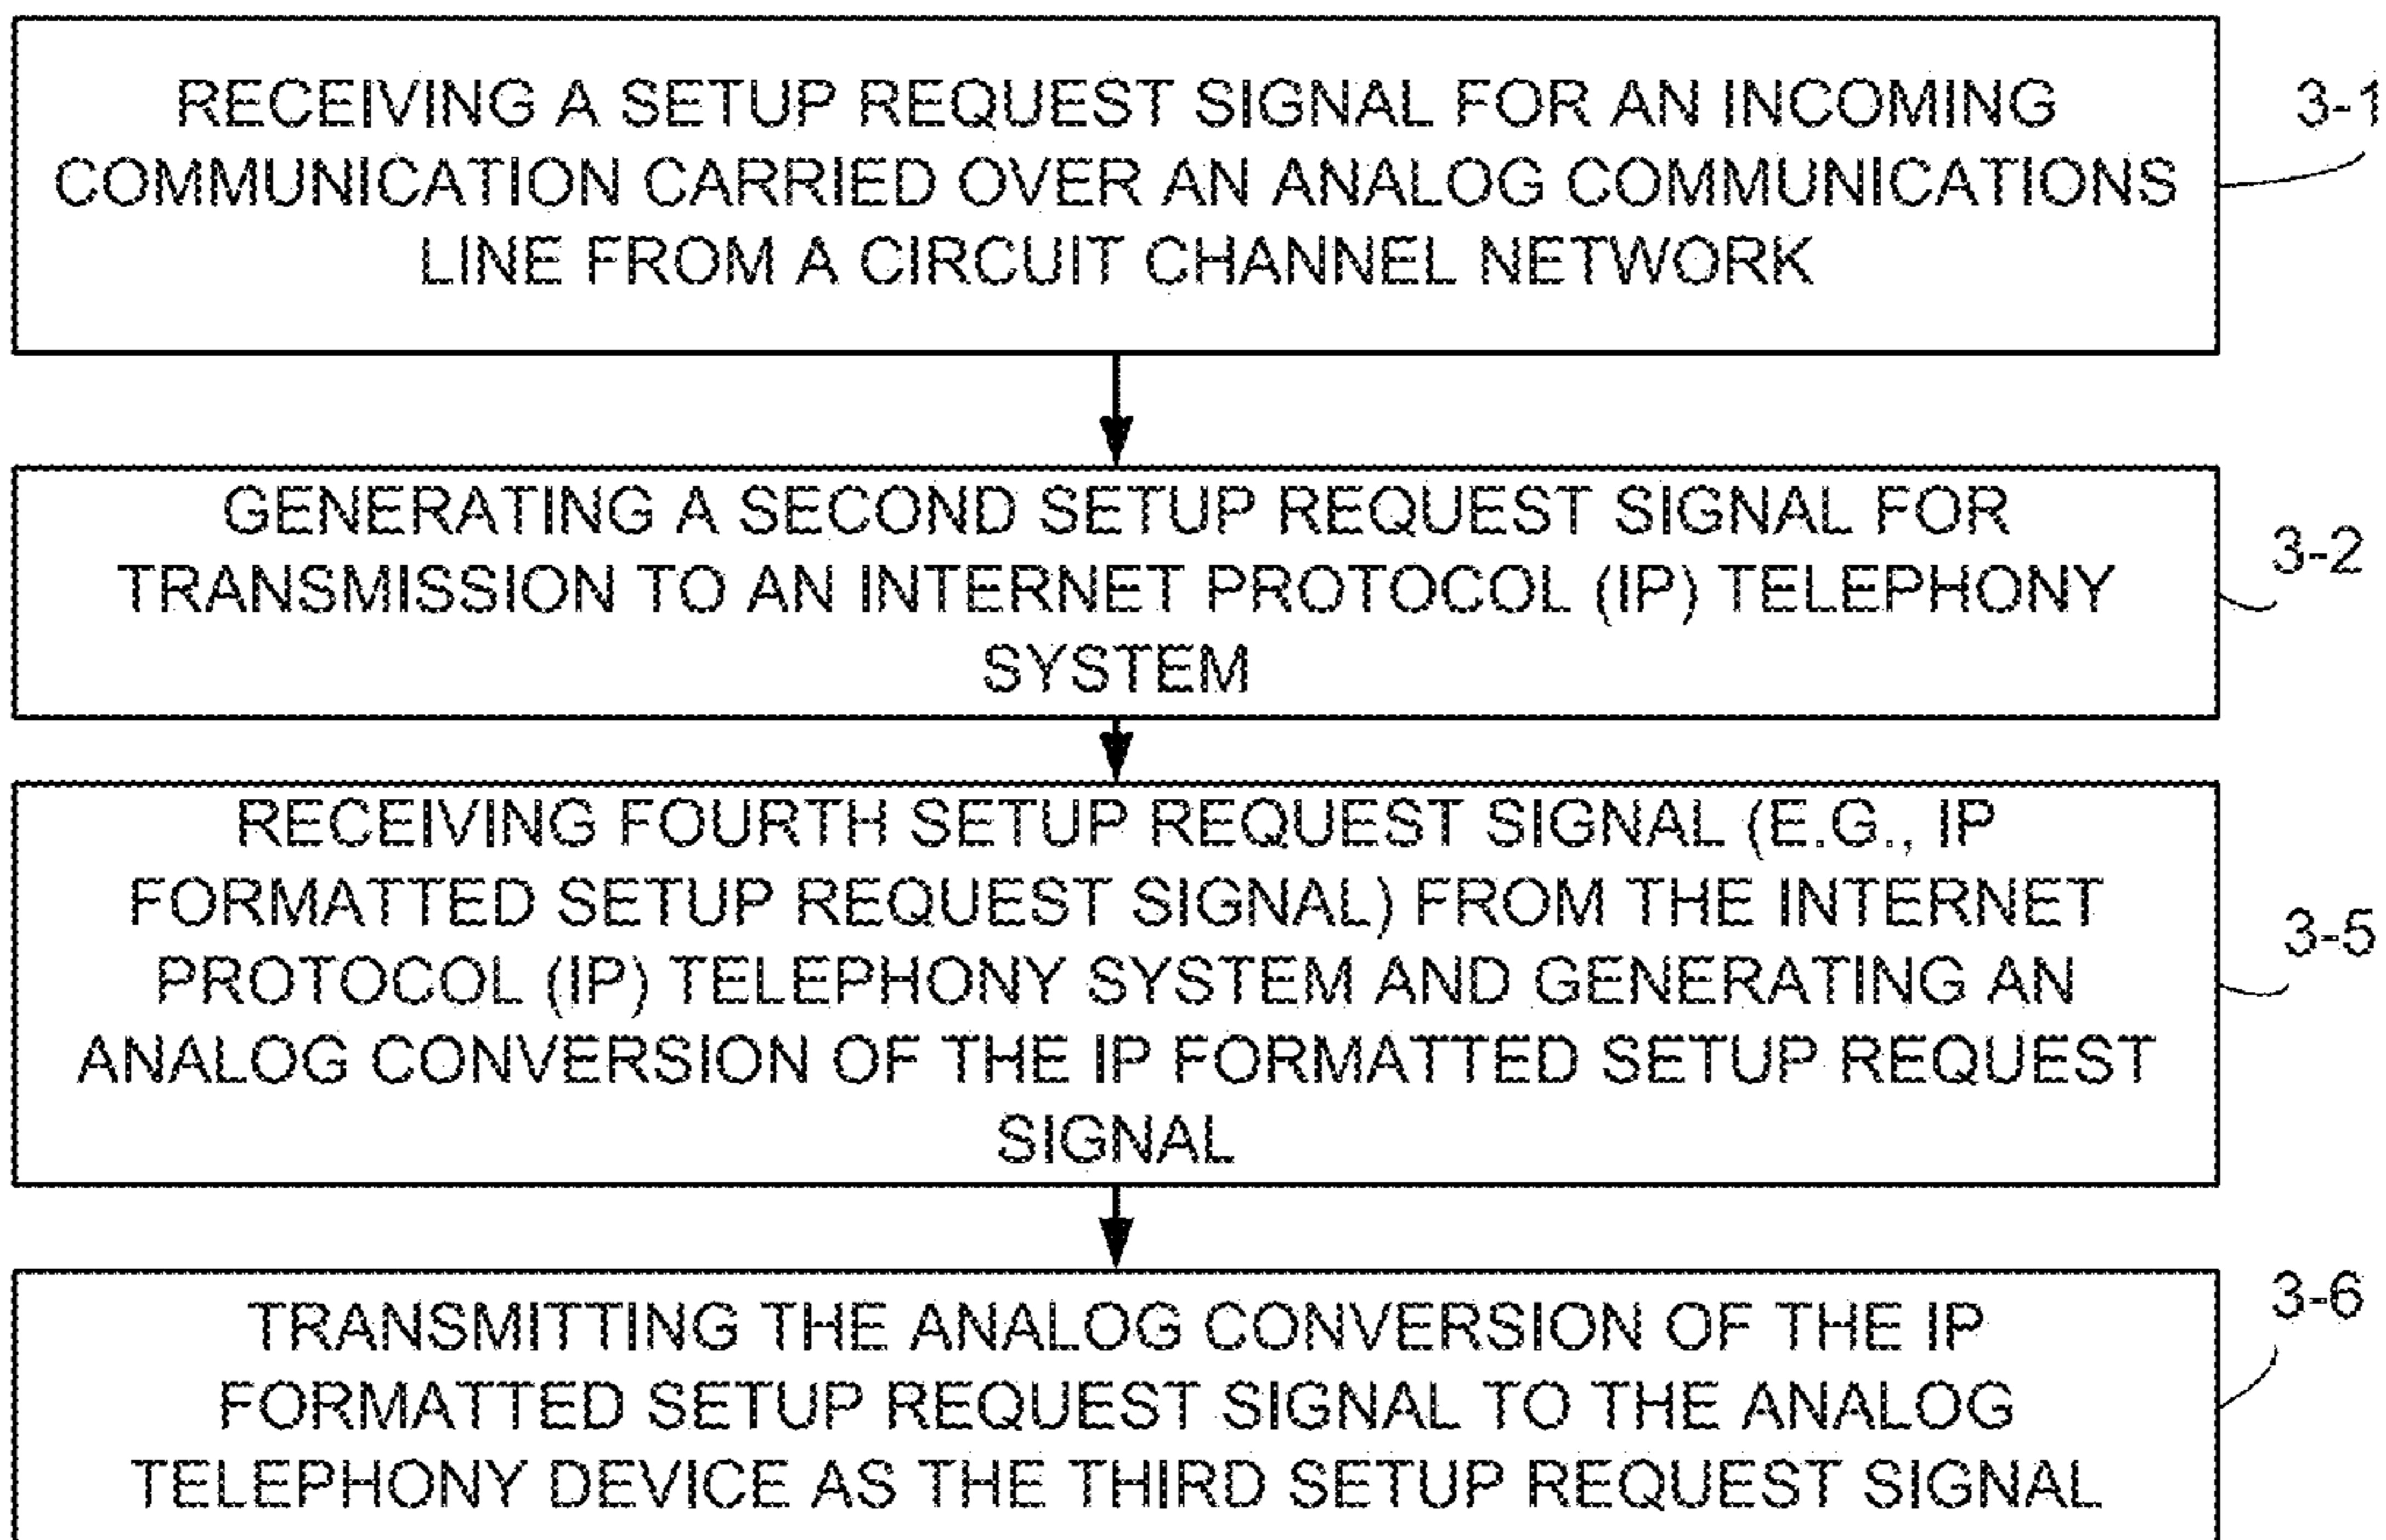 RECEIVING A SETUP REQUEST SIGNAL FOR AN INCOMING
COMMUNICATION CARRIED OVER AN ANALOG COMMUNICATIONS
LINE FROM A CIRCUIT CHANNEL NETWORK
3-1
GENERATING A SECOND SETUP REQUEST SIGNAL FOR
TRANSMISSION TO AN INTERNET PROTOCOL (IP) TELEPHONY
SYSTEM
3-2
RECEIVING FOURTH SETUP REQUEST SIGNAL (E.G., IP
FORMATTED SETUP REQUEST SIGNAL) FROM THE INTERNET
PROTOCOL (IP) TELEPHONY SYSTEM AND GENERATING AN
ANALOG CONVERSION OF THE IP FORMATTED SETUP REQUEST
SIGNAL
3-5
TRANSMITTING THE ANALOG CONVERSION OF THE IP
FORMATTED SETUP REQUEST SIGNAL TO THE ANALOG
TELEPHONY DEVICE AS THE THIRD SETUP REQUEST SIGNAL
3-6